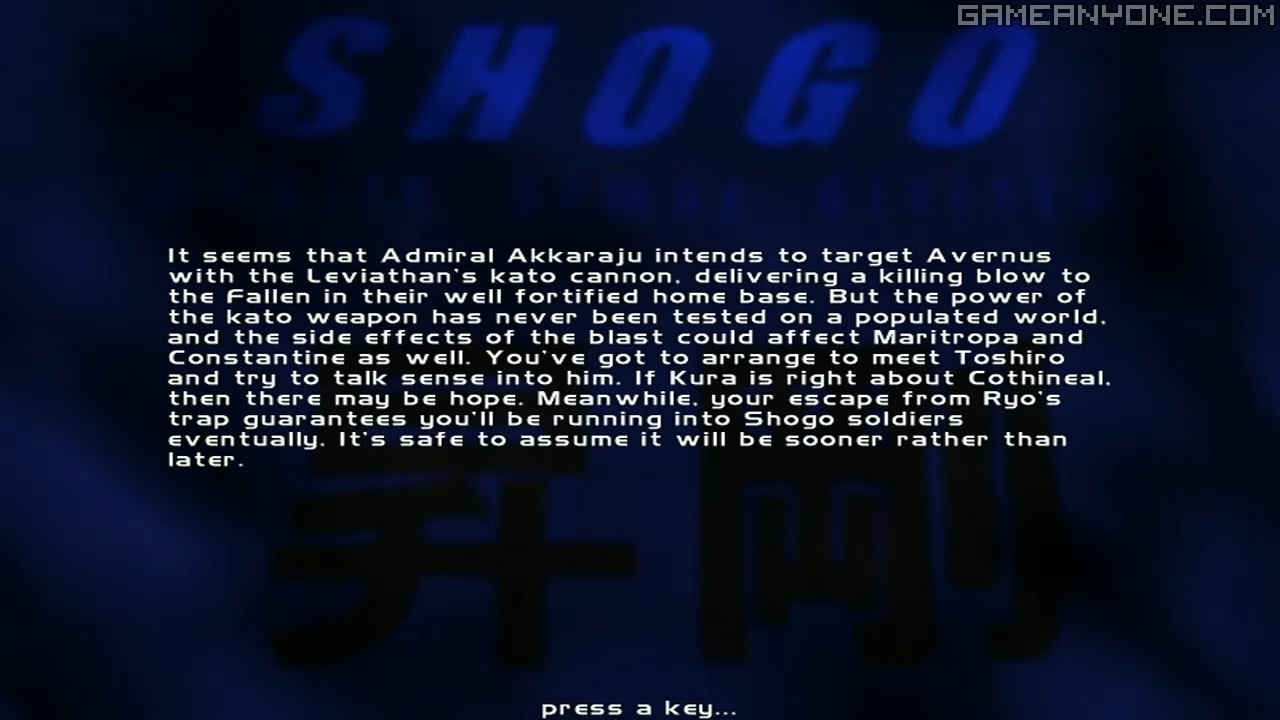 GAMEANYONE.COM
SHOGO
It seems that Admiral Akkaraju intends to target Avernus
with the Leviathan's kato cannon, delivering a killing blow to
the Fallen in their well fortified home base. But the power of
the kato weapon has never been tested on a populated world,
and the side effects of the blast could affect Maritropa and
Constantine as well. You've got to arrange to meet Toshiro
and try to talk sense into him. If Kura is right about Cothineal,
then there may be hope. Meanwhile, your escape from Ryo's
trap guarantees you'll be running into Shogo soldiers
eventually. It's safe to assume it will be sooner rather than
later.
press a key...